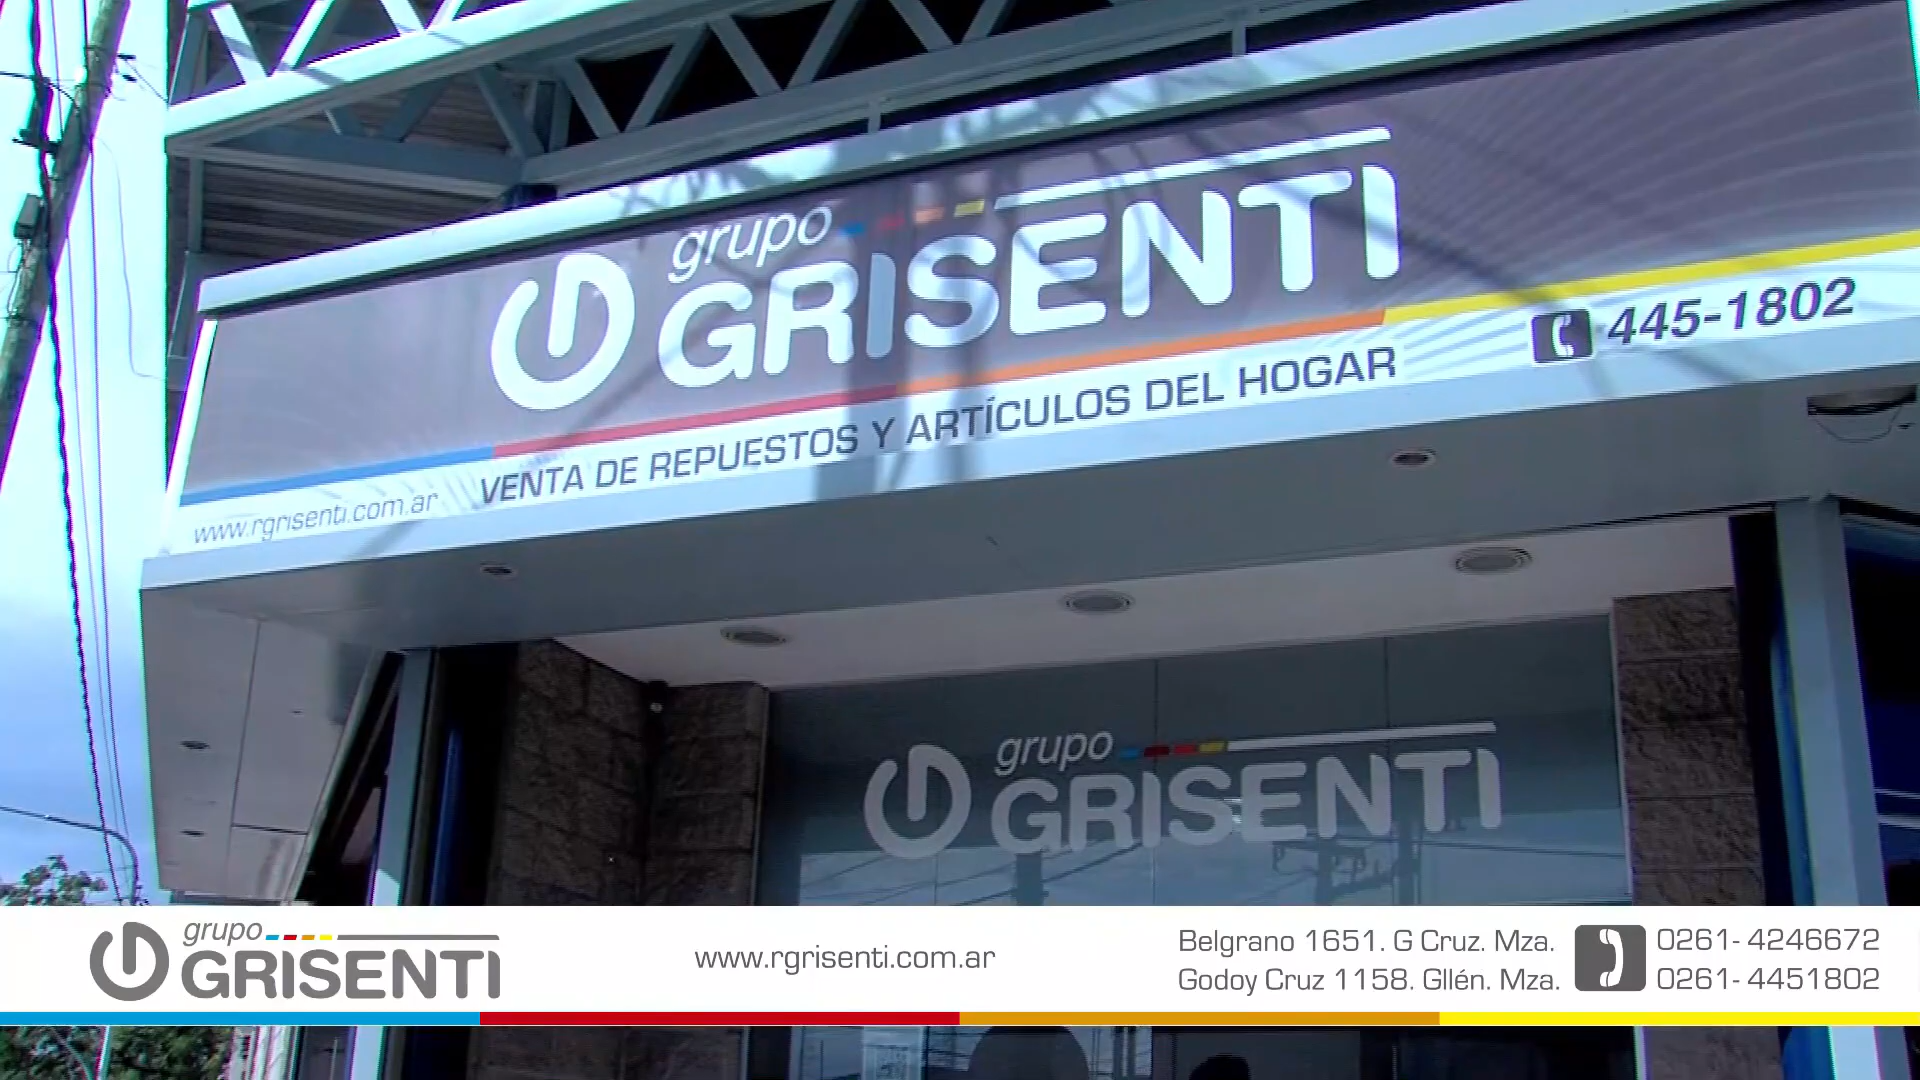 grupo
GRISENTI
445-1802
VENTA DE REPUESTOS Y ARTÍCULOS DEL HOGAR
www.rgrisenti.com.ar
grupo
GRISENTI
grupo
GRISENTI
www.rgrisenti.com.ar
Belgrano 1651. G Cruz. Mza.
0261- 4246672
Godoy Cruz 1158. Gllén. Mza.
0261- 4451802